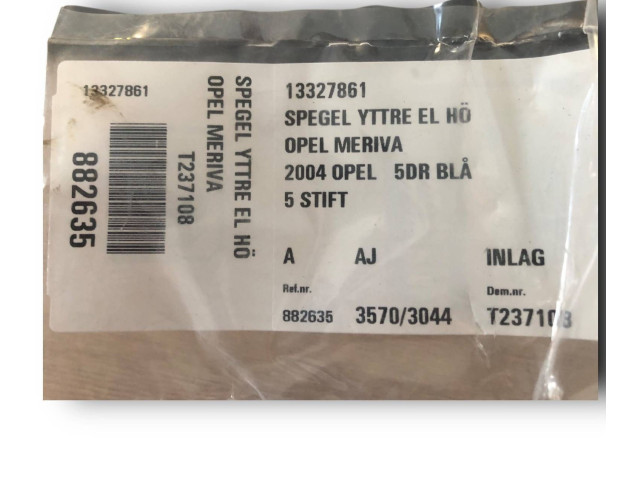 13327861
882635
T237108
OPEL MERIVA
SPEGEL YTTRE EL HÖ
13327861
SPEGEL YTTRE EL HÖ
OPEL MERIVA
2004 OPEL 5DR BLÅ
5 STIFT
A AJ INLAG
Ref.nr. Dem.nr.
882635 3570/3044 T237108